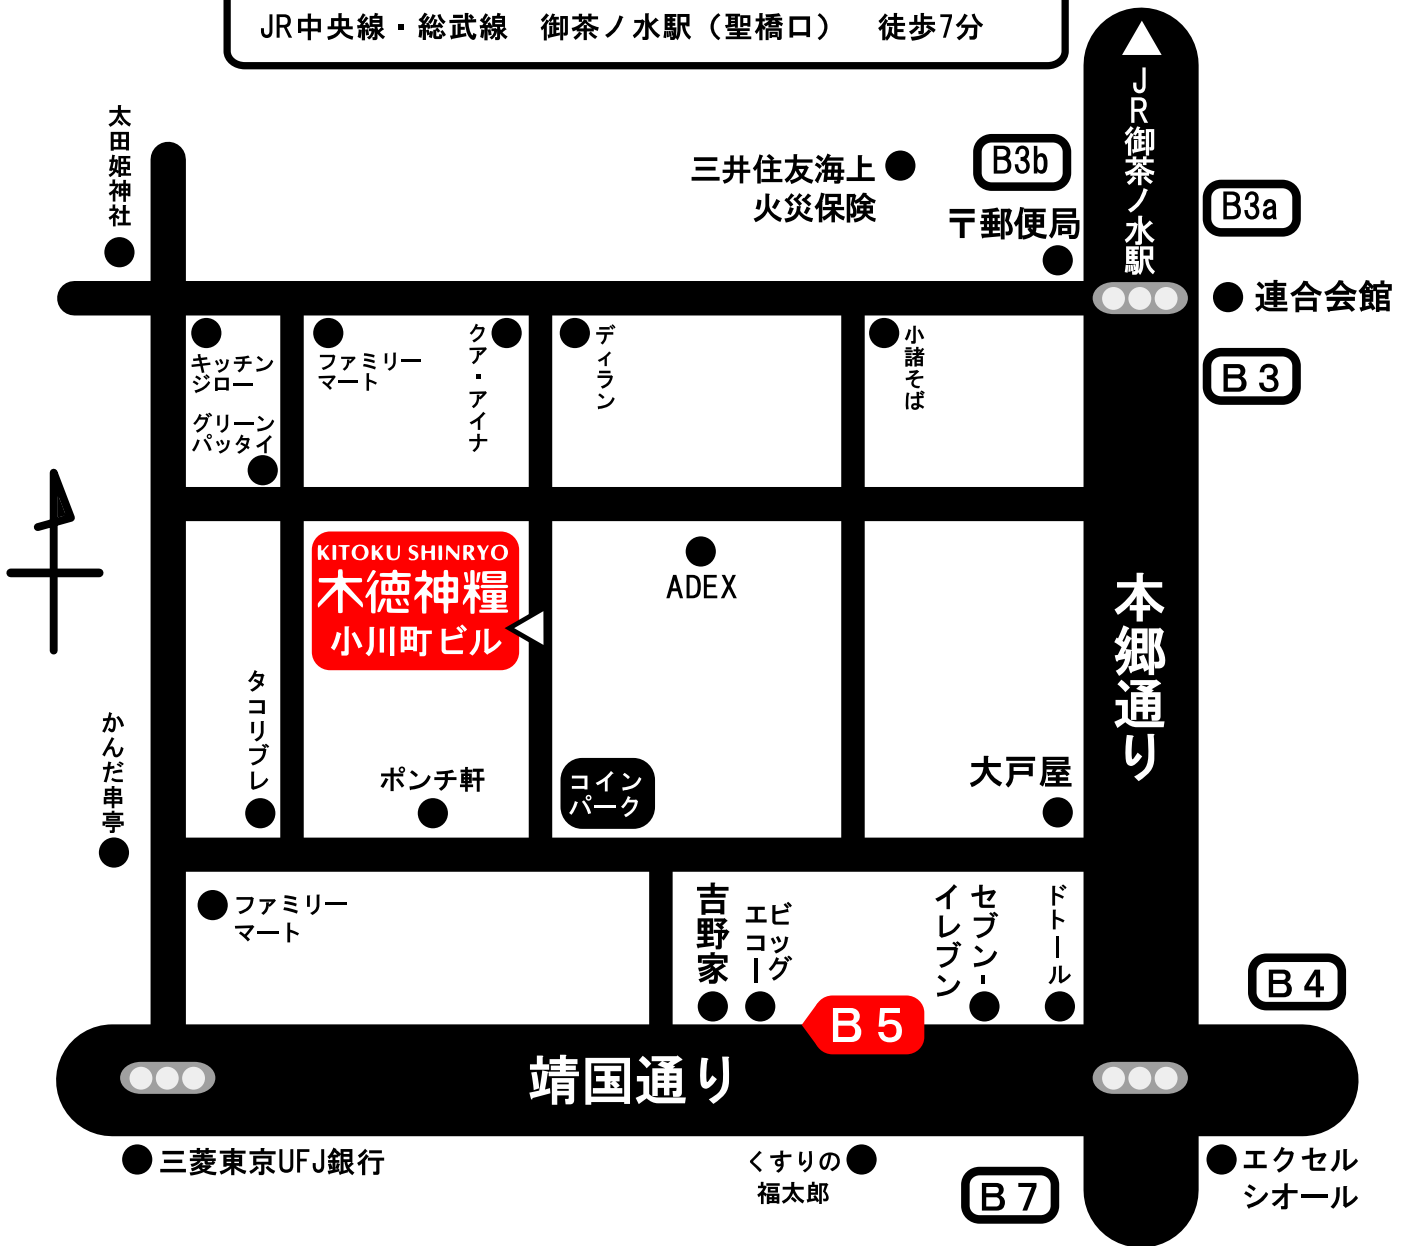 JR中央線・総武線 御茶ノ水駅（聖橋口） 徒歩7分
JR御茶ノ水駅
太田姫神社
三井住友海上
火災保険
B3b
〒郵便局
B3a
連合会館
キッチン
ジロー
グリーン
パッタイ
ファミリー
マート
クア・アイナ
ディラン
小諸そば
B3
KITOKU SHINRYO
木徳神糧
小川町ビル
ADEX
本郷通り
タコリブレ
ポンチ軒
コイン
パーク
大戸屋
かんだ串亭
ファミリー
マート
吉野家
ビッグ
エコー
セブン-
イレブン
ドトール
B4
B5
靖国通り
三菱東京UFJ銀行
くすりの
福太郎
B7
エクセル
シオール